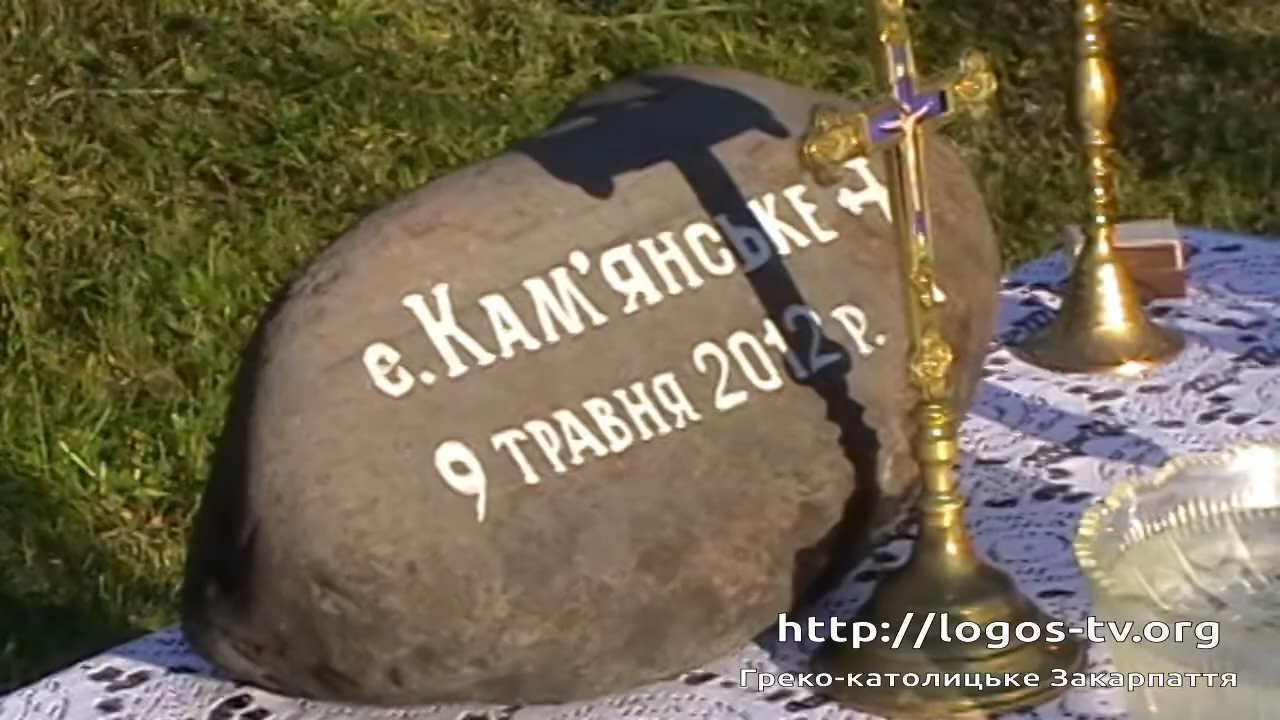 с.Кам'янське
9 травня 2012 р.
http://logos-tv.org
Греко-католицьке Закарпаття